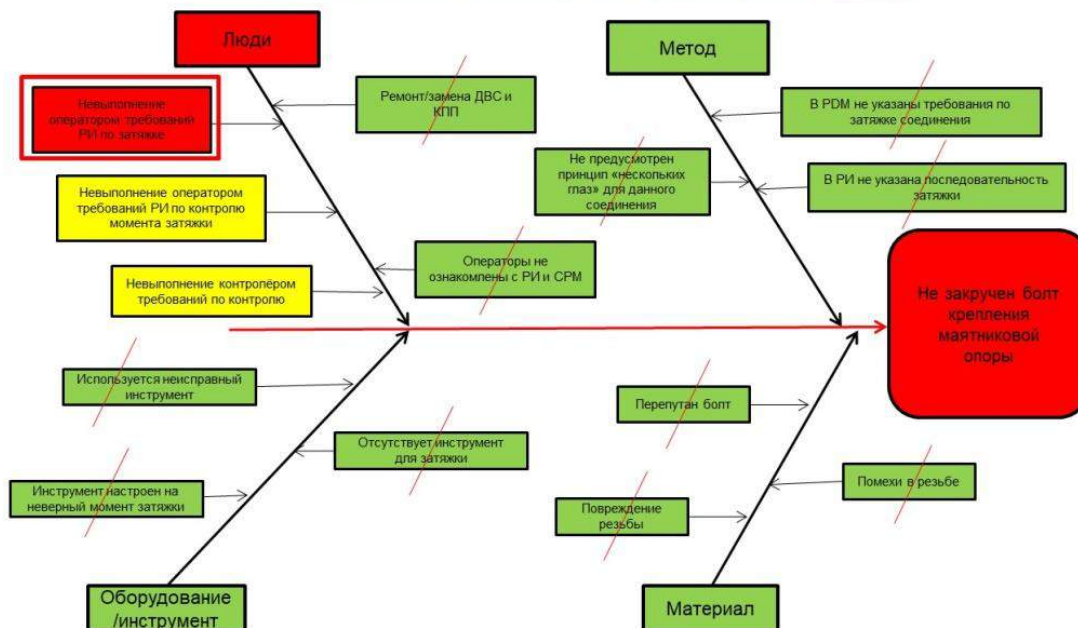 Люди
Метод
Невыполнение
оператором требований
РИ по затяжке
Ремонт/замена ДВС и
КПП
В PDM не указаны требования по
затяжке соединения
Не предусмотрен
принцип «нескольких
глаз» для данного
соединения
В РИ не указана последовательность
затяжки
Невыполнение оператором
требований РИ по контролю
момента затяжки
Операторы не
ознакомлены с РИ и СРМ
Невыполнение контролёром
требований по контролю
Не закручен болт
крепления
маятниковой
опоры
Используется неисправный
инструмент
Перепутан болт
Отсутствует инструмент
для затяжки
Помехи в резьбе
Инструмент настроен на
неверный момент затяжки
Повреждение
резьбы
Оборудование
/инструмент
Материал